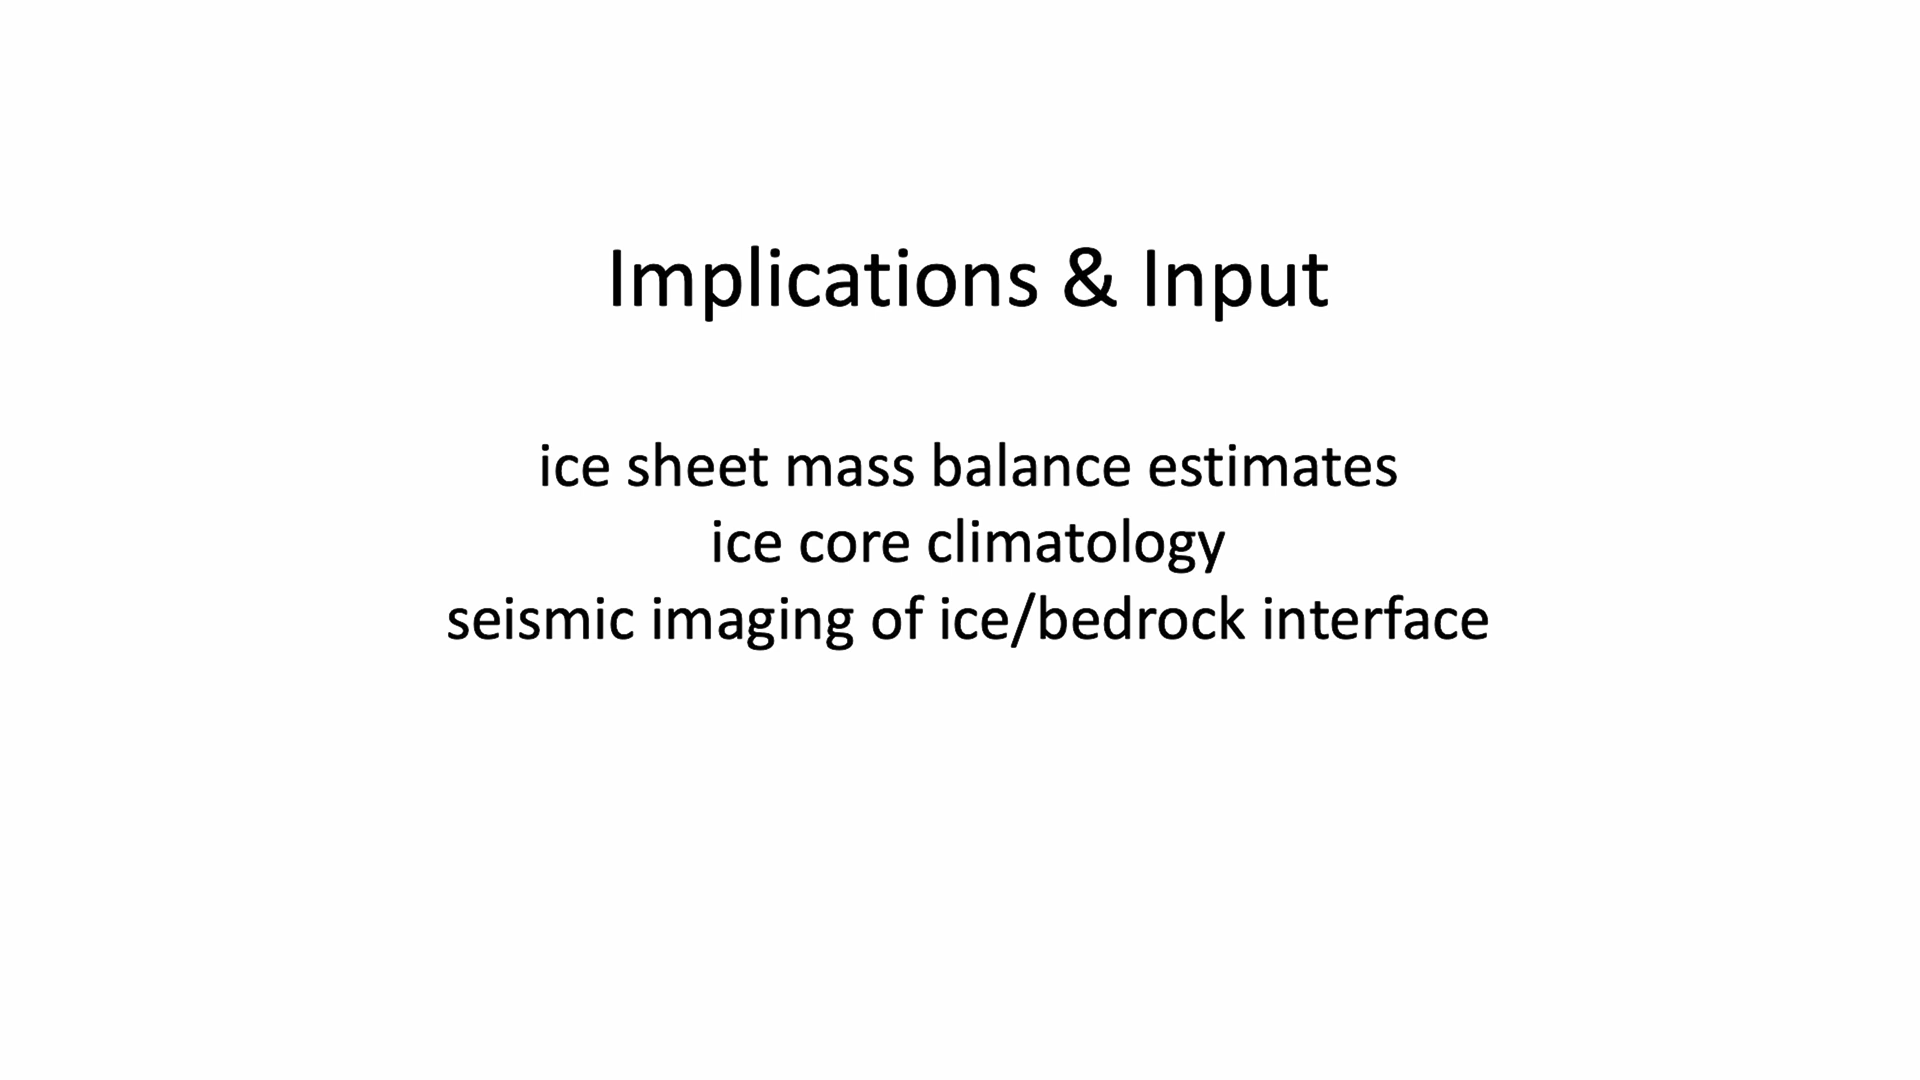 Implications & Input
ice sheet mass balance estimates
ice core climatology
seismic imaging of ice/bedrock interface